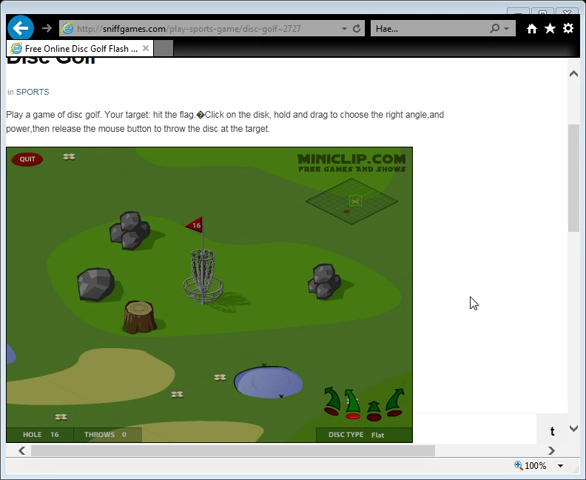 http://sniffgames.com/play-sports-game/disc-golf~2727
Hae...
Free Online Disc Golf Flash ...
Disc Golf
in SPORTS
Play a game of disc golf. Your target: hit the flag.�Click on the disk, hold and drag to choose the right angle,and
power,then release the mouse button to throw the disc at the target.
QUIT
MINICLIP.COM
FREE GAMES AND SHOWS
16
HOLE 16 THROWS 0
DISC TYPE Flat
t
100%